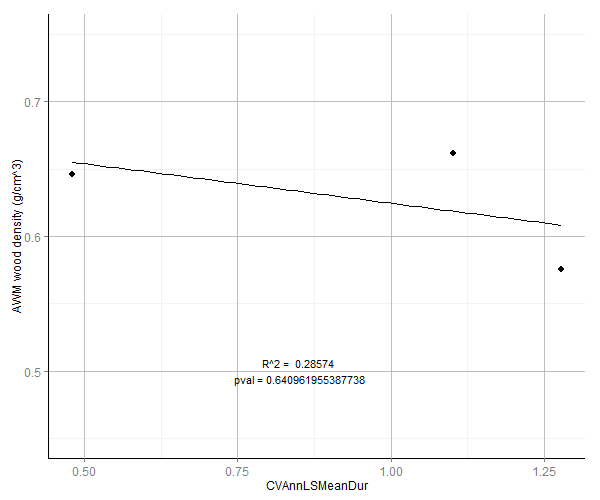 0.7
0.6
0.5
AWM wood density (g/cm^3)
R^2 = 0.28574
pval = 0.640961955387738
0.50 0.75 1.00 1.25
CVAnnLSMeanDur